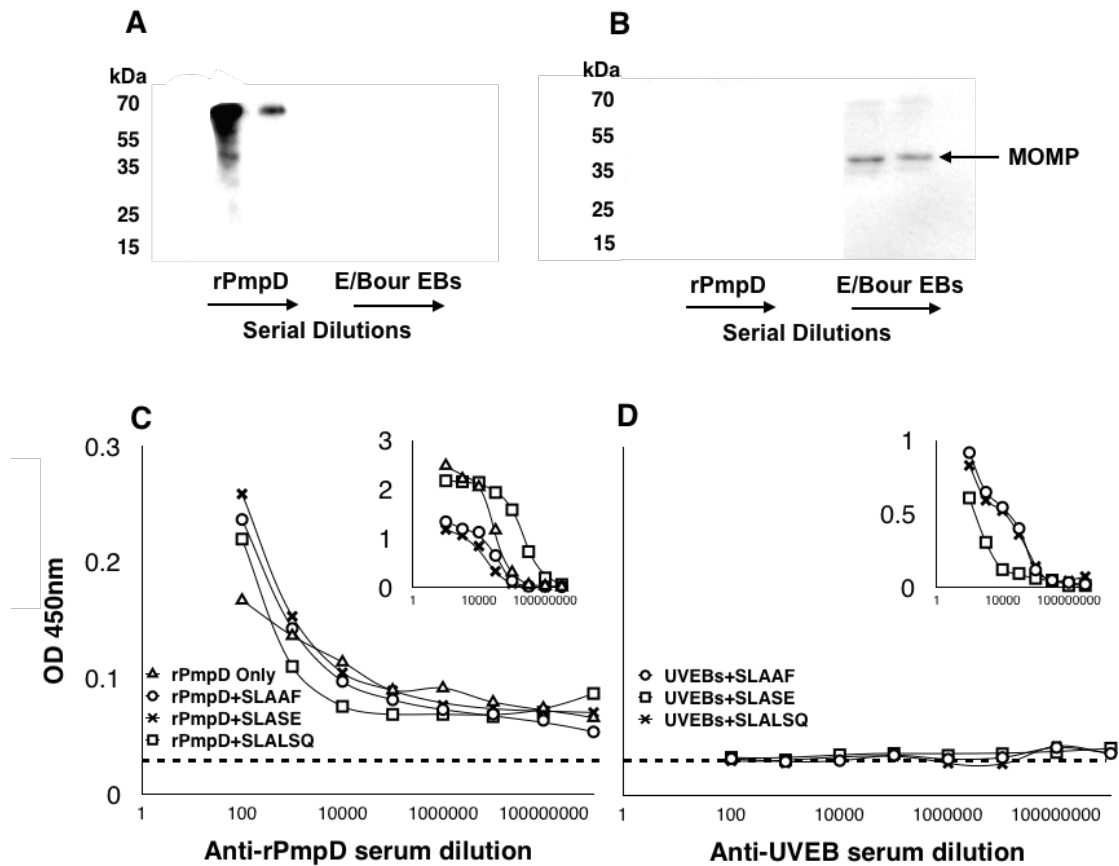 A
B
kDa
70
55
35
25
15
kDa
70
55
35
25
15
MOMP
rPmpD
E/Bour EBs
Serial Dilutions
rPmpD
E/Bour EBs
Serial Dilutions
C
D
OD 450nm
0.3
0.2
0.1
0
3
2
1
0
1 10000 100000000
1
0.5
0
1 10000 100000000
rPmpD Only
rPmpD+SLAAF
rPmpD+SLASE
rPmpD+SLALSQ
UVEBs+SLAAF
UVEBs+SLASE
UVEBs+SLALSQ
1 100 10000 1000000 100000000
1 100 10000 1000000 100000000
Anti-rPmpD serum dilution
Anti-UVEB serum dilution